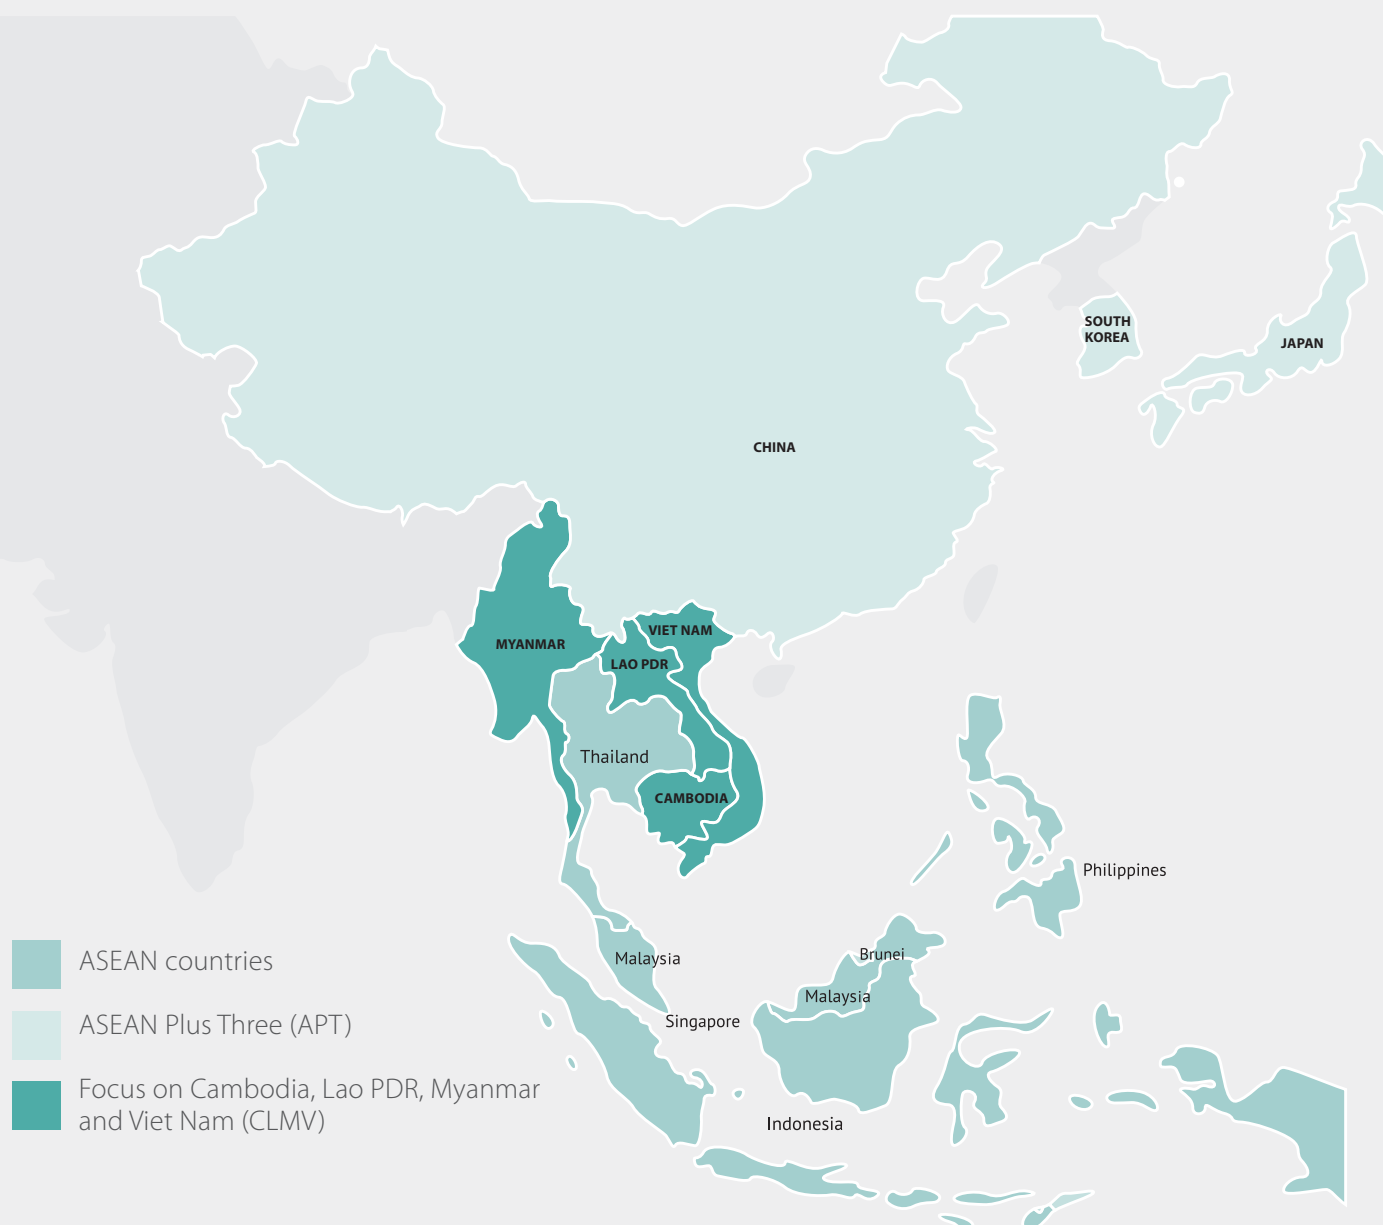 SOUTH
KOREA
JAPAN
CHINA
VIET NAM
MYANMAR
LAO PDR
Thailand
CAMBODIA
Philippines
Brunei
Malaysia
Malaysia
Singapore
Indonesia
ASEAN countries
ASEAN Plus Three (APT)
Focus on Cambodia, Lao PDR, Myanmar
and Viet Nam (CLMV)